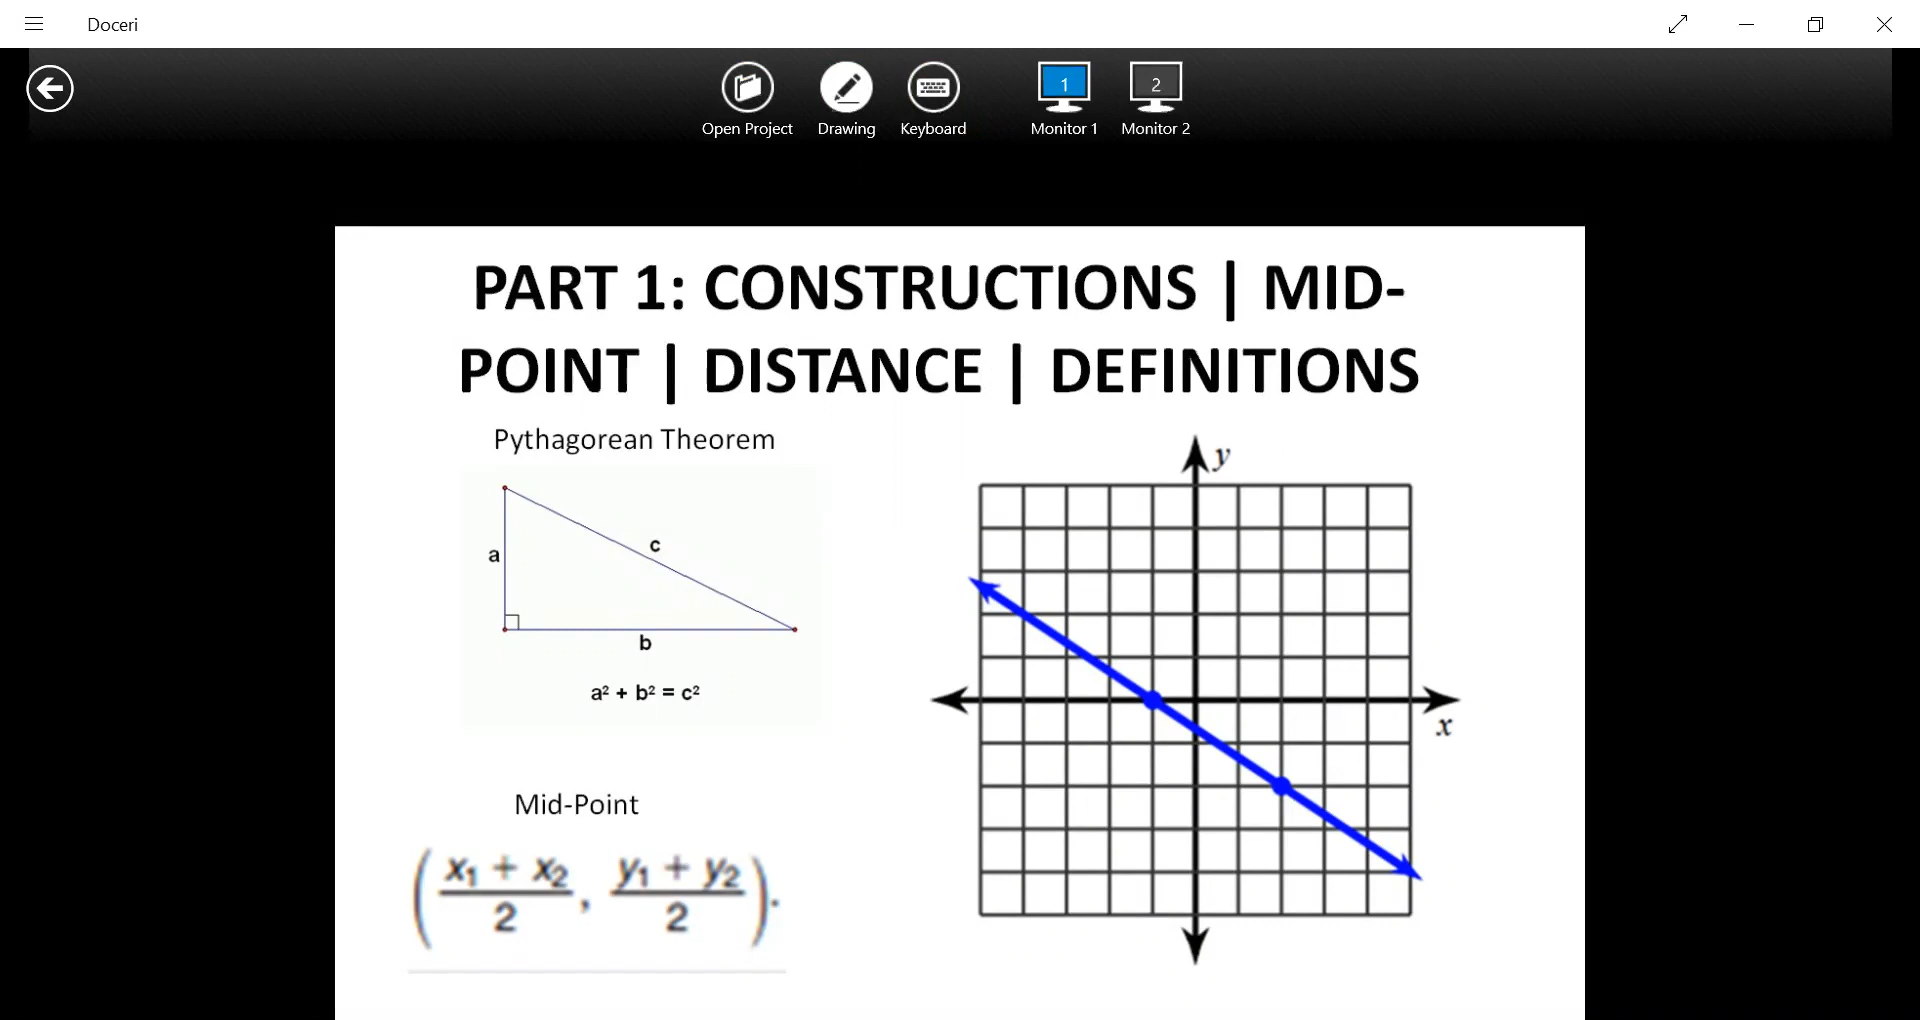 Doceri
Open Project
Drawing
Keyboard
1
Monitor 1
2
Monitor 2
PART 1: CONSTRUCTIONS | MID-
POINT | DISTANCE | DEFINITIONS
Pythagorean Theorem
a
c
b
a² + b² = c²
y
x
Mid-Point
(x₁ + x₂ / 2, y₁ + y₂ / 2).